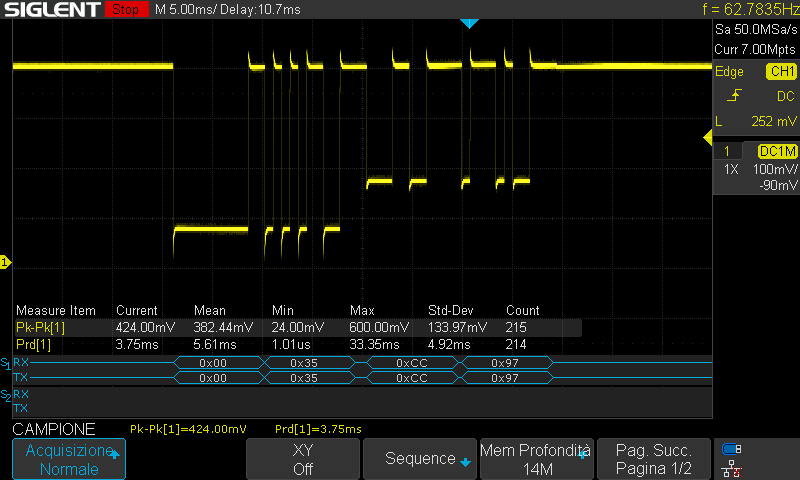 SIGLENT Stop M 5.00ms/ Delay:10.7ms f = 62.7835Hz
Sa 50.0MSa/s
Curr 7.00Mpts
Edge CH1
DC
L 252 mV
1 DC1M
1X 100mV/
-90mV
1
Measure Item Current Mean Min Max Std-Dev Count
Pk-Pk[1] 424.00mV 382.44mV 24.00mV 600.00mV 133.97mV 215
Prd[1] 3.75ms 5.61ms 1.01us 33.35ms 4.92ms 214
S1 RX 0x00 0x35 0xCC 0x97
TX 0x00 0x35 0xCC 0x97
S2 RX
TX
CAMPIONE Pk-Pk[1]=424.00mV Prd[1]=3.75ms
Acquisizione XY Sequence Mem Profondità Pag. Succ.
Normale Off 14M Pagina 1/2